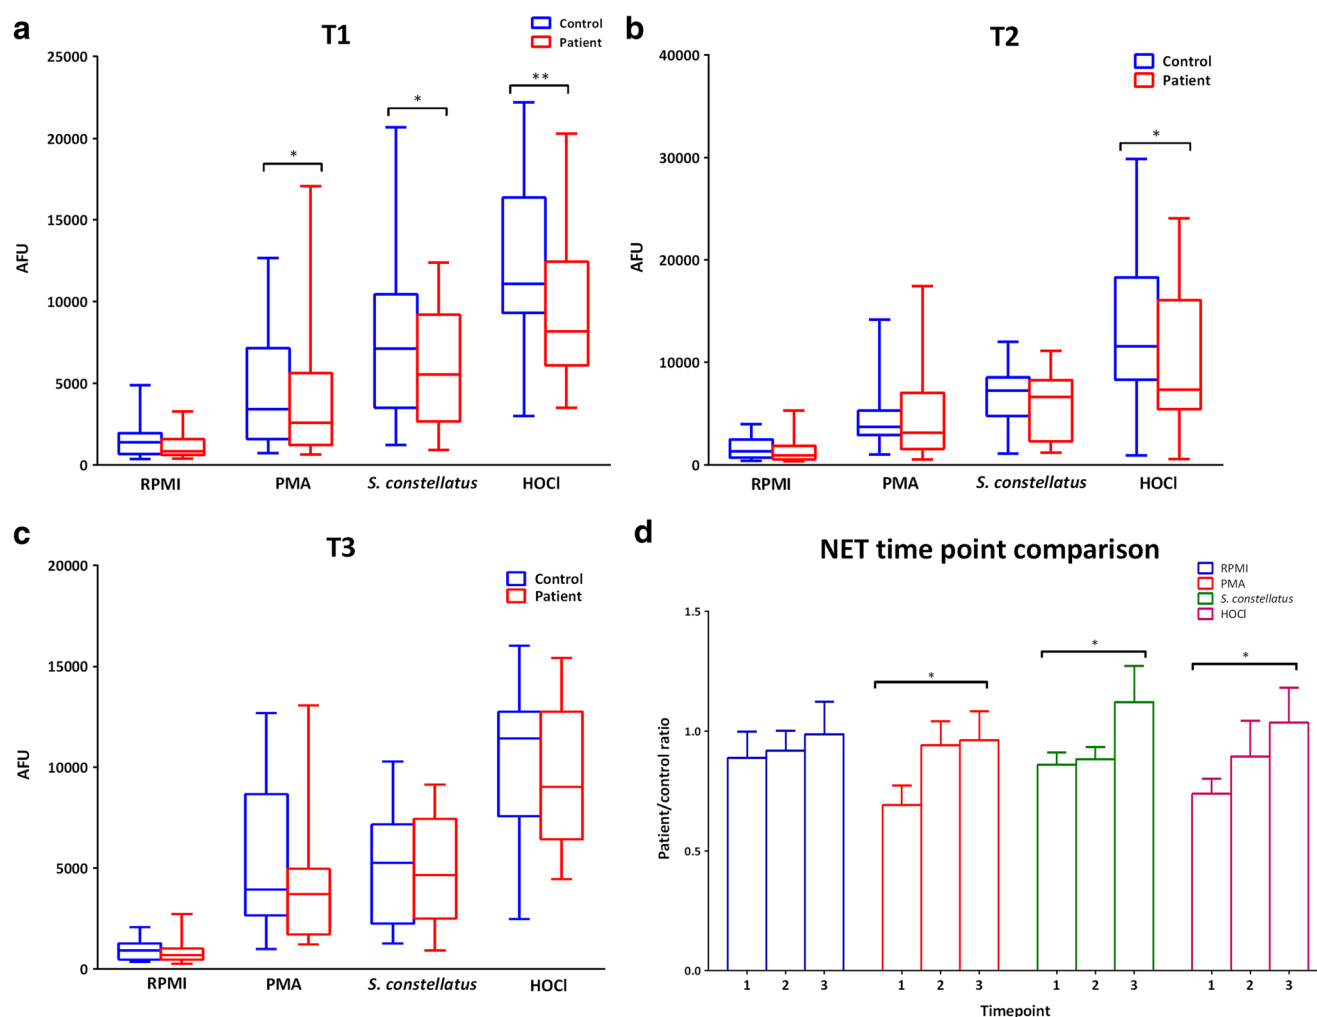 a
T1
Control
Patient
25000
20000
15000
10000
5000
0
AFU
*
*
**
RPMI
PMA
S. constellatus
HOCl
b
T2
Control
Patient
40000
30000
20000
10000
0
AFU
*
RPMI
PMA
S. constellatus
HOCl
c
T3
Control
Patient
20000
15000
10000
5000
0
AFU
RPMI
PMA
S. constellatus
HOCl
d
NET time point comparison
RPMI
PMA
S. constellatus
HOCl
1.5
1.0
0.5
0.0
Patient/control ratio
*
*
*
1 2 3 1 2 3 1 2 3 1 2 3
Timepoint